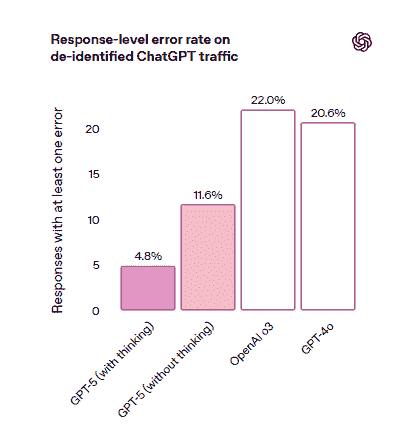 Response-level error rate on
de-identified ChatGPT traffic
Responses with at least one error
20
15
10
5
0
4.8%
11.6%
22.0%
20.6%
GPT-5 (with thinking)
GPT-5 (without thinking)
OpenAI o3
GPT-4o